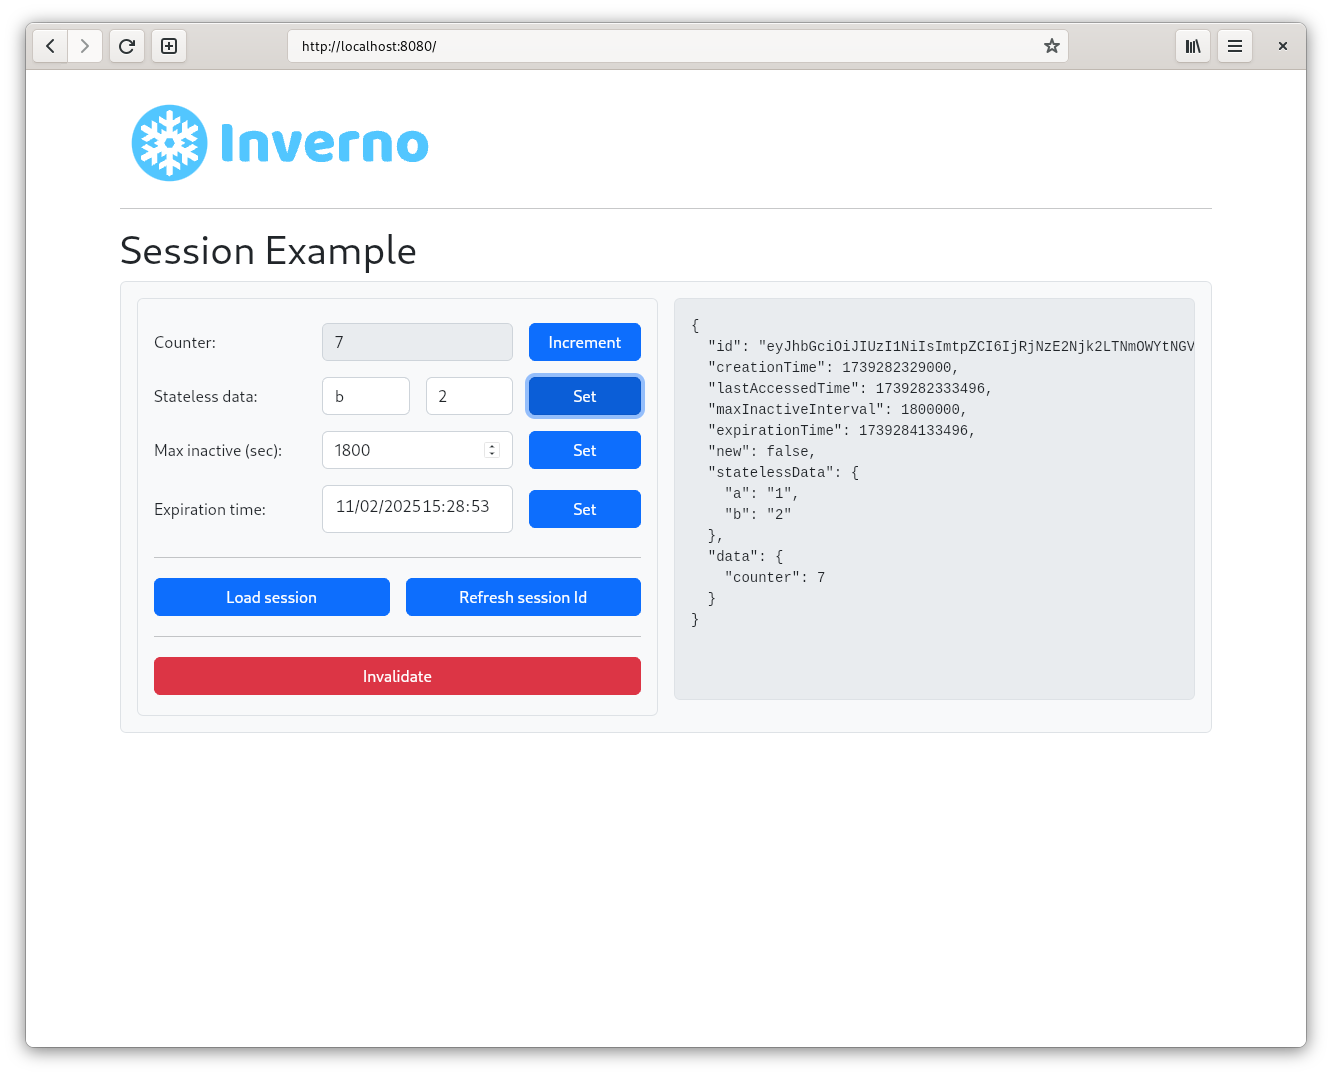 http://localhost:8080/
Inverno
Session Example
Counter: 7 Increment
Stateless data: b 2 Set
Max inactive (sec): 1800 Set
Expiration time: 11/02/2025 15:28:53 Set
Load session Refresh session Id
Invalidate
{
"id": "eyJhbGciOiJIUzI1NiIsImtpZCI6IjRjNzE2Njk2LTNmOWYtNGV
"creationTime": 1739282329000,
"lastAccessedTime": 1739282333496,
"maxInactiveInterval": 1800000,
"expirationTime": 1739284133496,
"new": false,
"statelessData": {
"a": "1",
"b": "2"
},
"data": {
"counter": 7
}
}